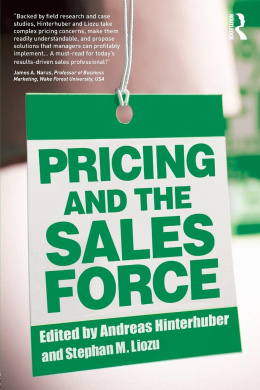 "Backed by field research and case
studies, Hinterhuber and Liozu take
complex pricing concerns, make them
readily understandable, and propose
solutions that managers can profitably
implement... A must-read for today's
results-driven sales professional!"
James A. Narus, Professor of Business
Marketing, Wake Forest University, USA
Routledge
PRICING
AND THE
SALES
FORCE
Edited by Andreas Hinterhuber
and Stephan M. Liozu